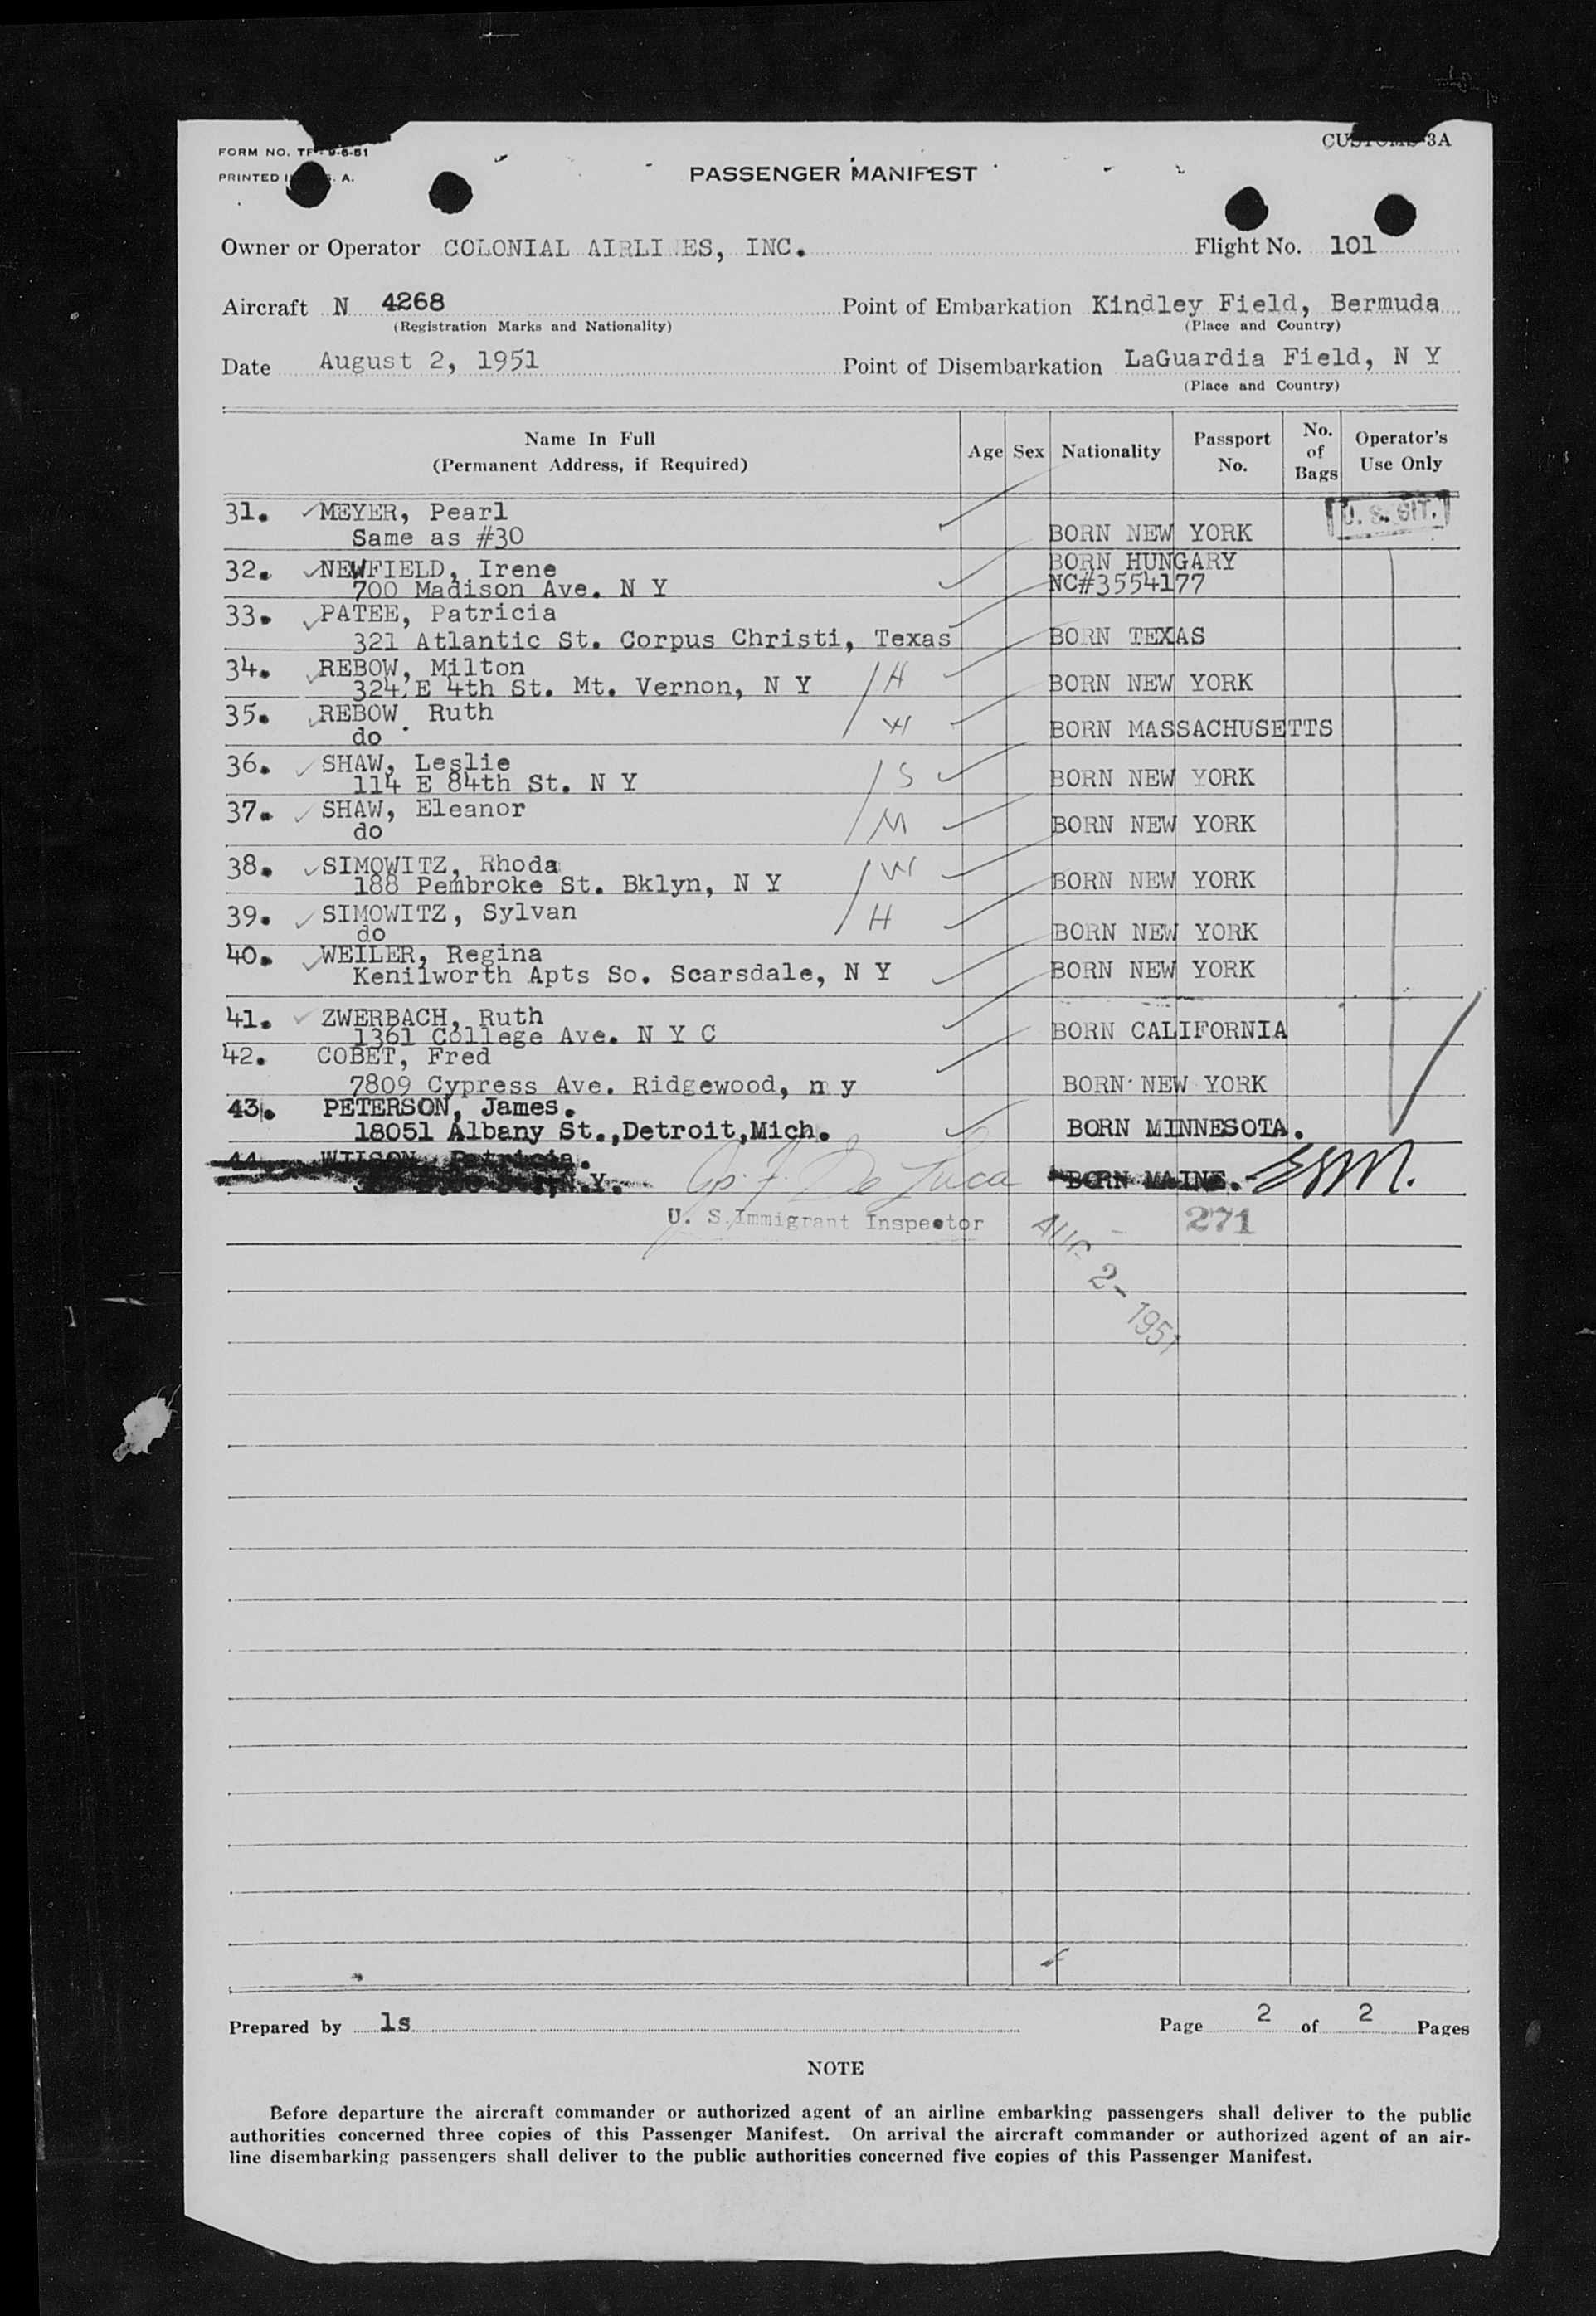 FORM NO. TF - 9-6-51
CUSTOMS 3A
PRINTED I . A.
PASSENGER MANIFEST
Owner or Operator COLONIAL AIRLI ES, INC. Flight No. 101
Aircraft N 4268 Point of Embarkation Kindley Field, Bermuda
(Registration Marks and Nationality) (Place and Country)
Date August 2, 1951 Point of Disembarkation LaGuardia Field, N Y
(Place and Country)
Name In Full
(Permanent Address, if Required)
Age Sex Nationality
Passport
No.
No.
of
Bags
Operator's
Use Only
31. MEYER, Pearl U. S. CIT.
Same as #30 BORN NEW YORK
32. NEWFIELD, Irene BORN HUNGARY
700 Madison Ave. N Y NC#3554177
33. PATEE, Patricia
321 Atlantic St. Corpus Christi, Texas BORN TEXAS
34. REBOW, Milton H
324 E 4th St. Mt. Vernon, N Y BORN NEW YORK
35. REBOW Ruth W
do BORN MASSACHUSETTS
36. SHAW, Leslie S
114 E 84th St. N Y BORN NEW YORK
37. SHAW, Eleanor M
do BORN NEW YORK
38. SIMOWITZ, Rhoda W
188 Pembroke St. Bklyn, N Y BORN NEW YORK
39. SIMOWITZ, Sylvan H
do BORN NEW YORK
40. WEILER, Regina
Kenilworth Apts So. Scarsdale, N Y BORN NEW YORK
41. ZWERBACH, Ruth
1361 College Ave. N Y C BORN CALIFORNIA
42. COBET, Fred
7809 Cypress Ave. Ridgewood, n y BORN NEW YORK
43. PETERSON, James.
18051 Albany St.,Detroit,Mich. BORN MINNESOTA.
44. WILSON, Patricia.
N.Y. De Luca BORN MAINE.
U. S. Immigrant Inspector 271
AUG 2- 1951
Prepared by ls Page 2 of 2 Pages
NOTE
Before departure the aircraft commander or authorized agent of an airline embarking passengers shall deliver to the public
authorities concerned three copies of this Passenger Manifest. On arrival the aircraft commander or authorized agent of an air-
line disembarking passengers shall deliver to the public authorities concerned five copies of this Passenger Manifest.